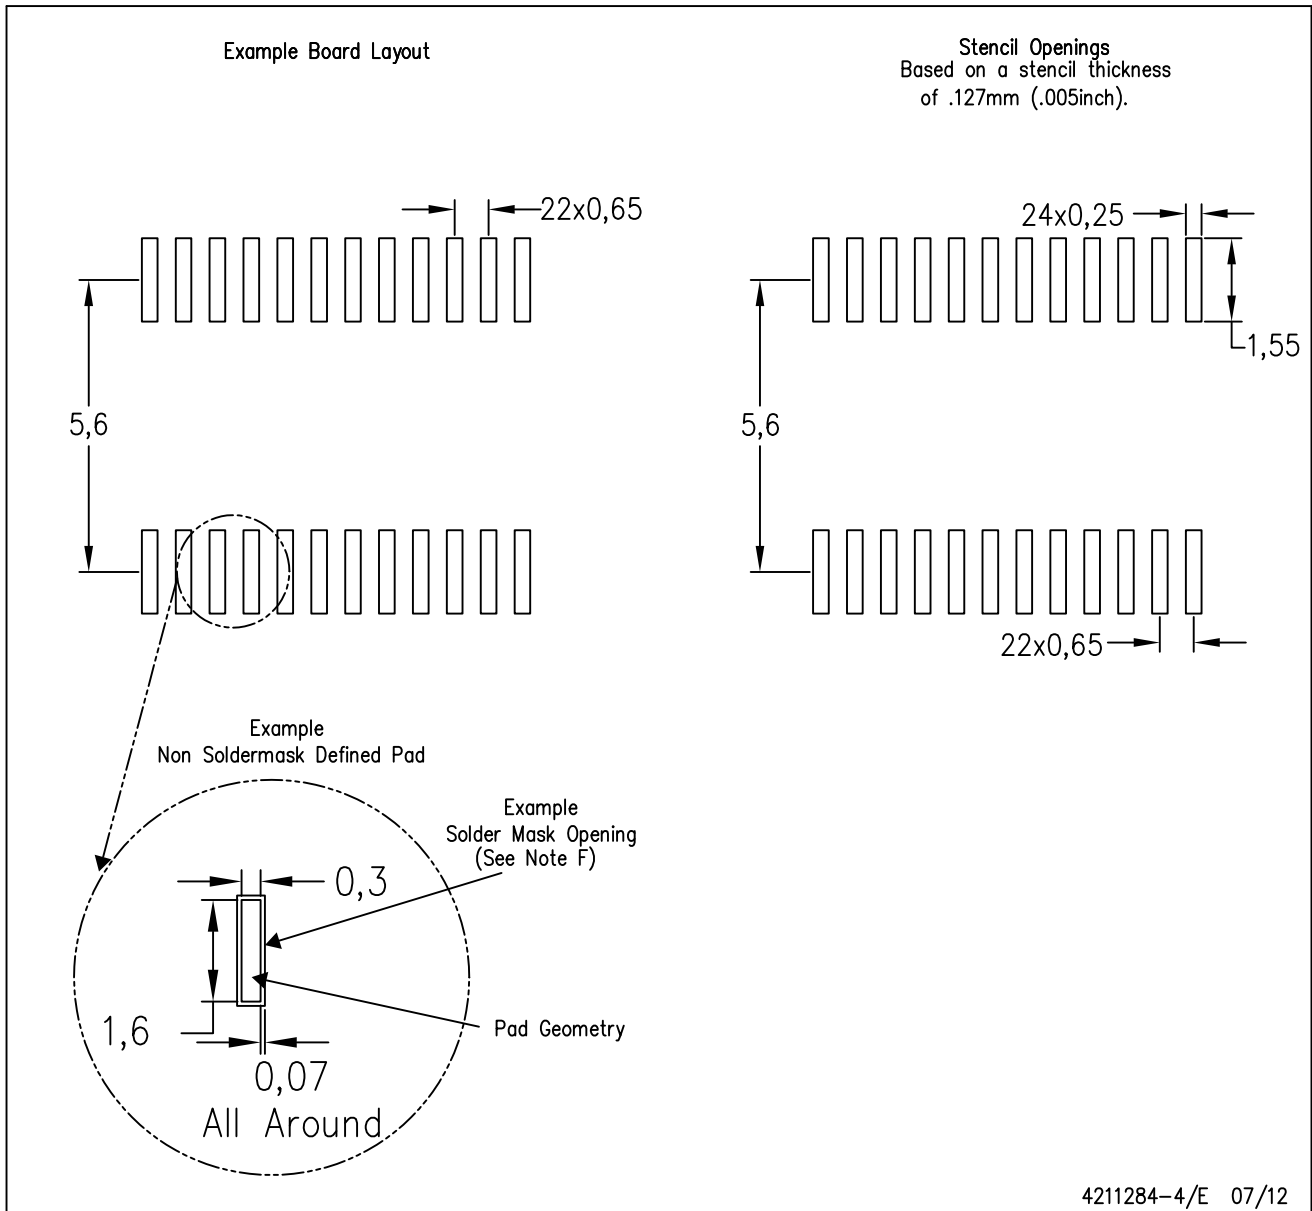 Example Board Layout
Stencil Openings
Based on a stencil thickness
of .127mm (.005inch).
22x0,65
24x0,25
1,55
5,6
5,6
22x0,65
Example
Non Soldermask Defined Pad
Example
Solder Mask Opening
(See Note F)
0,3
1,6
Pad Geometry
0,07
All Around
4211284-4/E 07/12